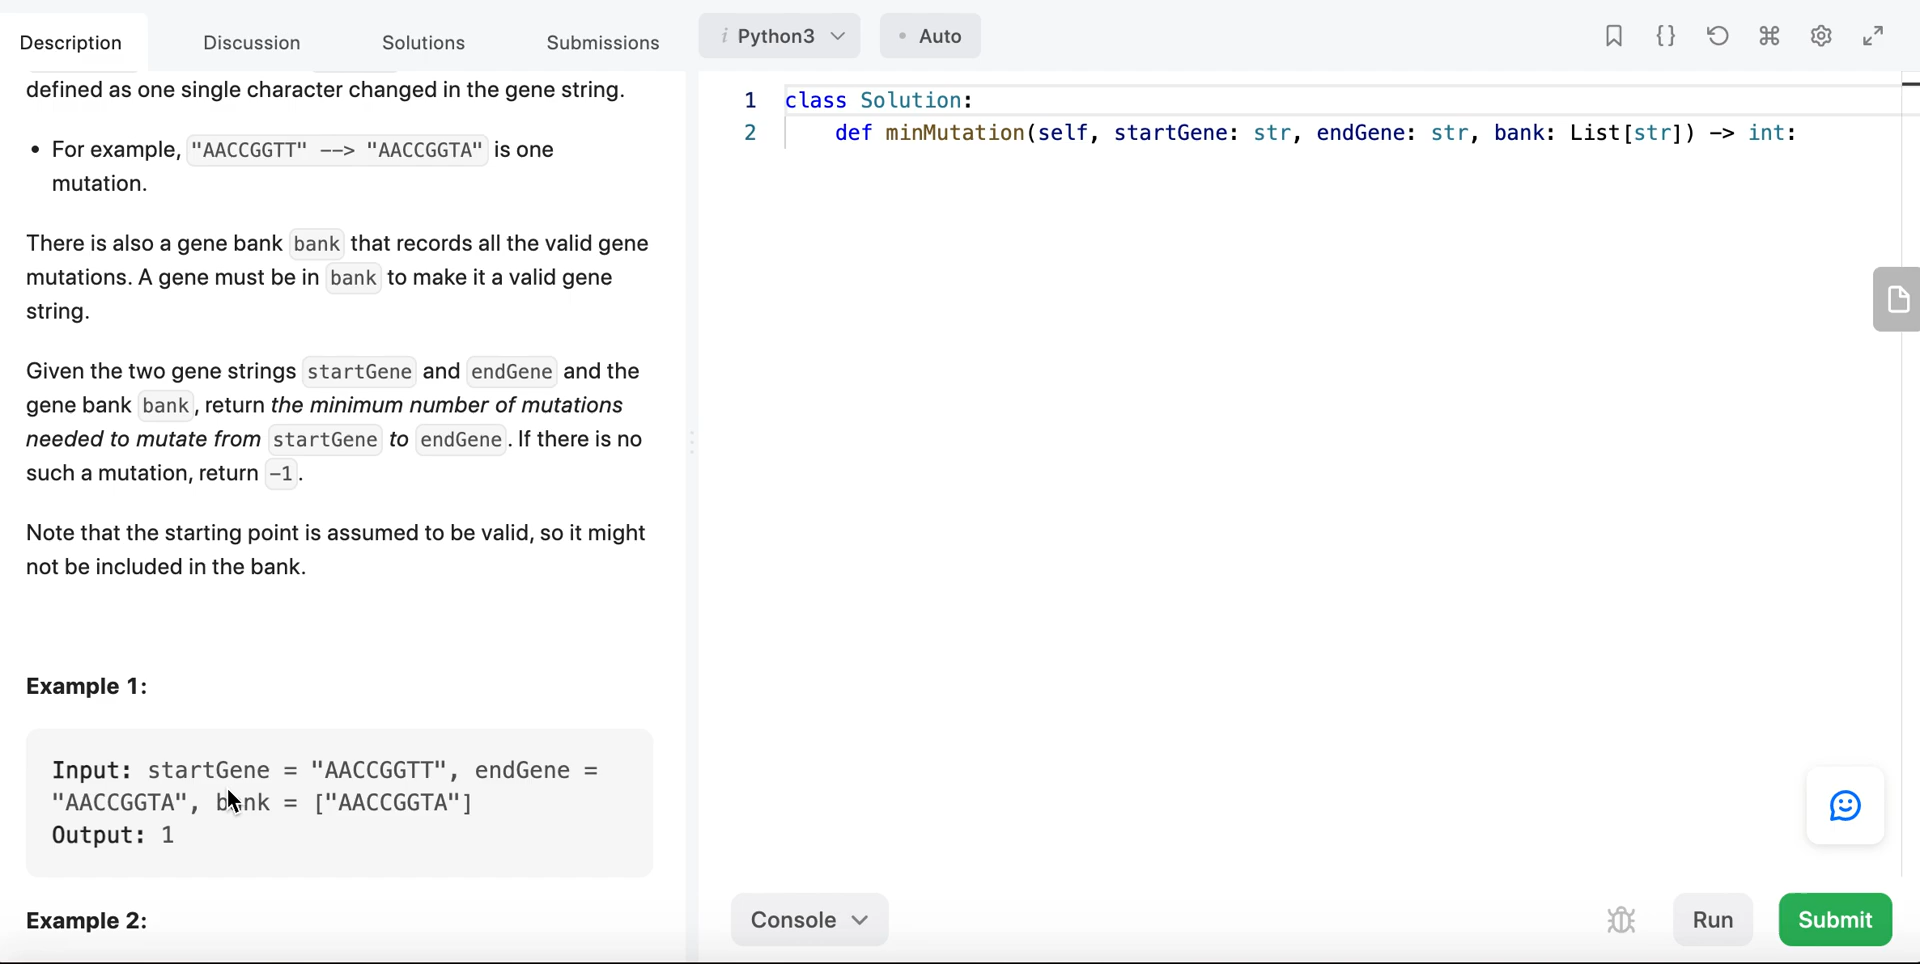 Description Discussion Solutions Submissions
i Python3 • Auto
defined as one single character changed in the gene string.
• For example, "AACCGGTT" --> "AACCGGTA" is one
mutation.
There is also a gene bank bank that records all the valid gene
mutations. A gene must be in bank to make it a valid gene
string.
Given the two gene strings startGene and endGene and the
gene bank bank, return the minimum number of mutations
needed to mutate from startGene to endGene. If there is no
such a mutation, return -1.
Note that the starting point is assumed to be valid, so it might
not be included in the bank.
Example 1:
Input: startGene = "AACCGGTT", endGene =
"AACCGGTA", bank = ["AACCGGTA"]
Output: 1
Example 2:
1 class Solution:
2 def minMutation(self, startGene: str, endGene: str, bank: List[str]) -> int:
Console Run Submit